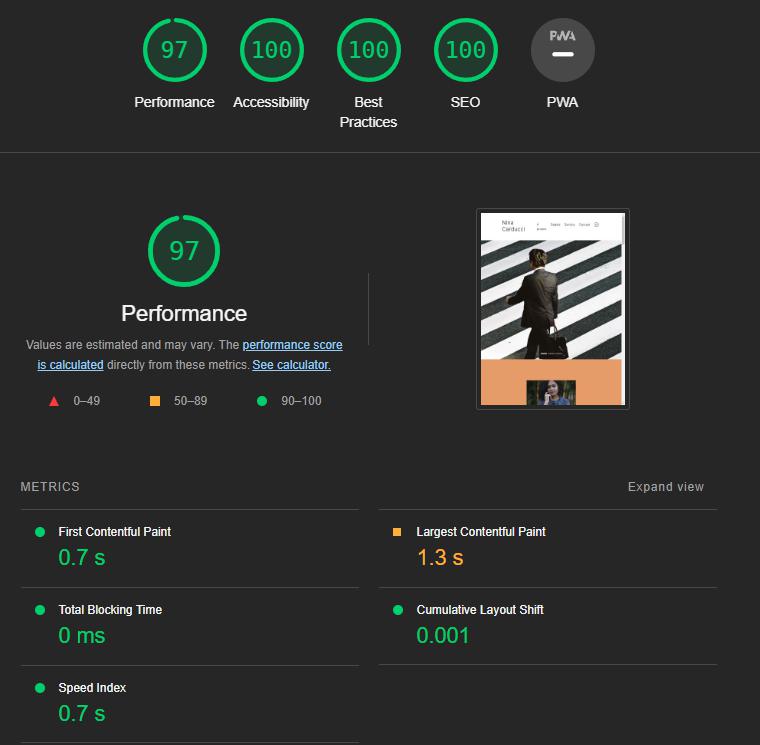 97
100
100
100
PWA
Performance
Accessibility
Best
Practices
SEO
PWA
97
Performance
Values are estimated and may vary. The performance score
is calculated directly from these metrics. See calculator.
0–49
50–89
90–100
Nina
Carducci
METRICS
Expand view
First Contentful Paint
0.7 s
Largest Contentful Paint
1.3 s
Total Blocking Time
0 ms
Cumulative Layout Shift
0.001
Speed Index
0.7 s